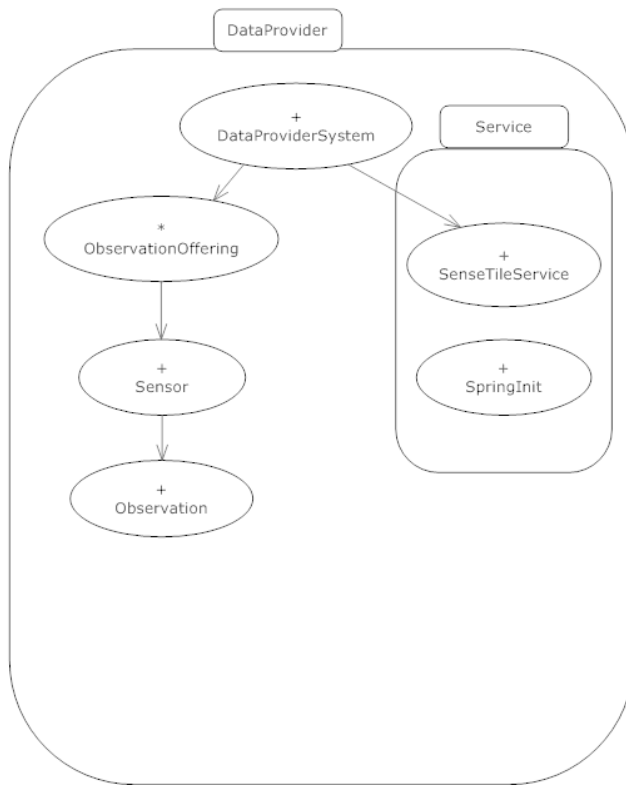 DataProvider
+
DataProviderSystem
Service
*
ObservationOffering
+
SenseTileService
+
Sensor
+
SpringInit
+
Observation